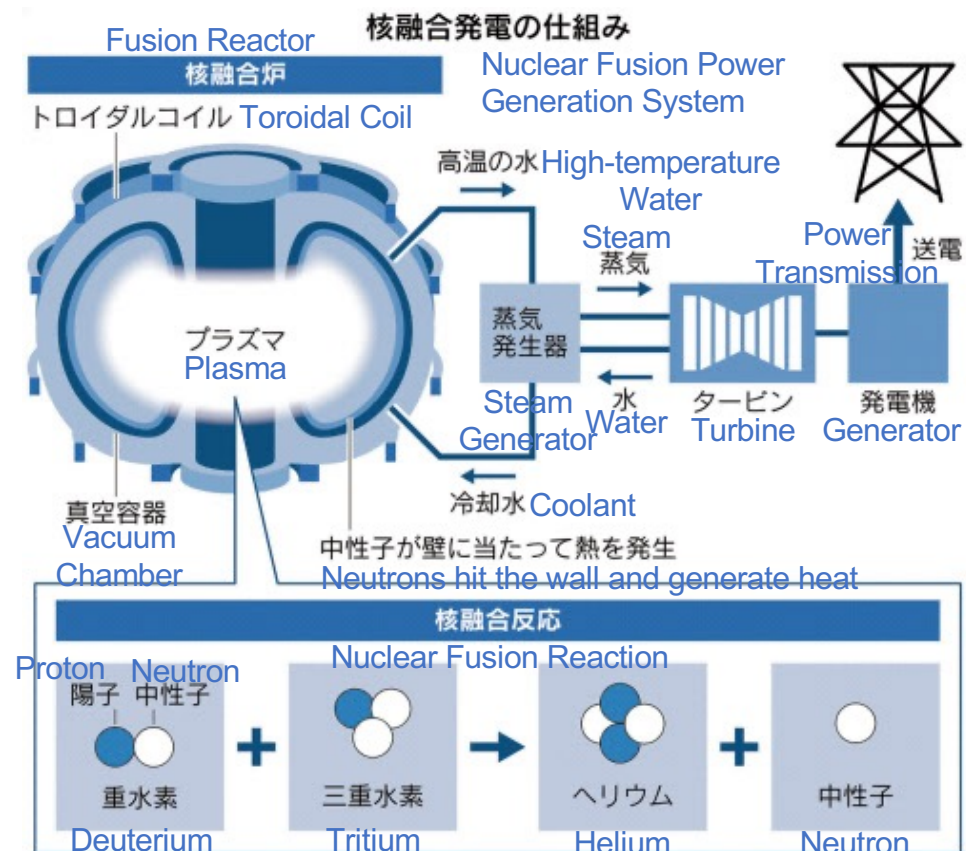 核融合発電の仕組み
Fusion Reactor
核融合炉
Nuclear Fusion Power
Generation System
トロイダルコイル Toroidal Coil
高温の水 High-temperature
Water
Steam
蒸気
Power
Transmission
送電
プラズマ
Plasma
蒸気
発生器
Steam
Generator
水
Water
タービン
Turbine
発電機
Generator
冷却水 Coolant
真空容器
Vacuum
Chamber
中性子が壁に当たって熱を発生
Neutrons hit the wall and generate heat
核融合反応
Nuclear Fusion Reaction
Proton Neutron
陽子 中性子
重水素
Deuterium
三重水素
Tritium
ヘリウム
Helium
中性子
Neutron